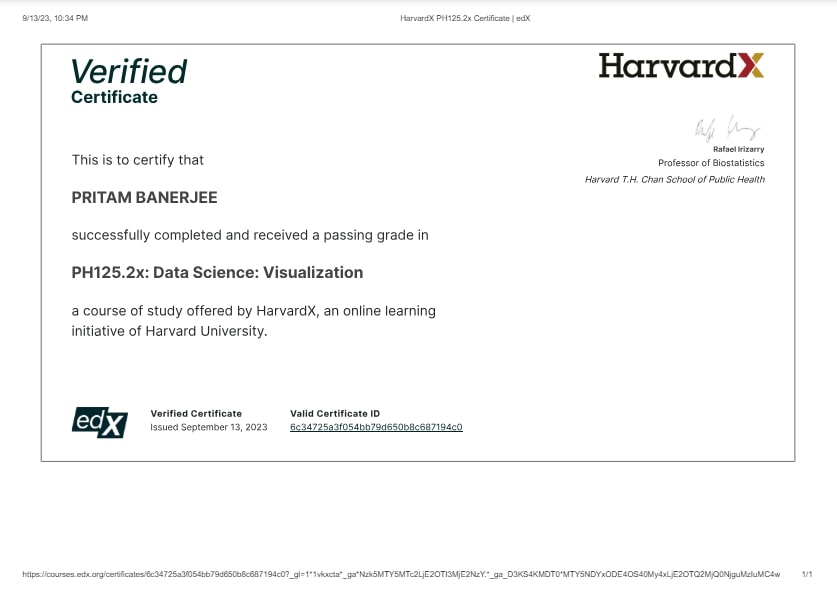 9/13/23, 10:34 PM
HarvardX PH125.2x Certificate | edX
Verified
Certificate
HarvardX
Rafael Irizarry
Professor of Biostatistics
Harvard T.H. Chan School of Public Health
This is to certify that
PRITAM BANERJEE
successfully completed and received a passing grade in
PH125.2x: Data Science: Visualization
a course of study offered by HarvardX, an online learning
initiative of Harvard University.
edX
Verified Certificate
Issued September 13, 2023
Valid Certificate ID
6c34725a3f054bb79d650b8c687194c0
https://courses.edx.org/certificates/6c34725a3f054bb79d650b8c687194c0?_gl=1*1vkxcta*_ga*Nzk5MTY5MTc2LjE2OTI3MjE2NzY.*_ga_D3KS4KMDT0*MTY5NDYxODE4OS40My4xLjE2OTQ2MjQ0NjguMzIuMC4w
1/1